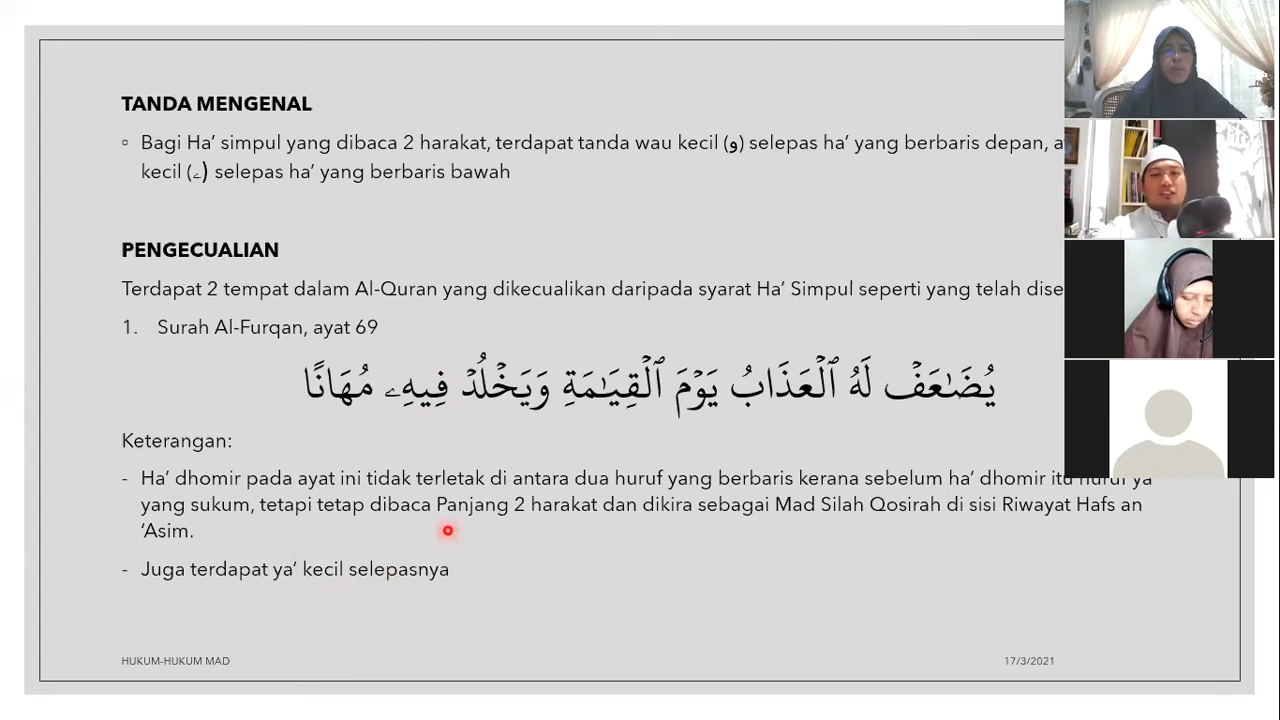 TANDA MENGENAL
◦ Bagi Ha’ simpul yang dibaca 2 harakat, terdapat tanda wau kecil (و) selepas ha’ yang berbaris depan,
kecil (ے) selepas ha’ yang berbaris bawah
PENGECUALIAN
Terdapat 2 tempat dalam Al-Quran yang dikecualikan daripada syarat Ha’ Simpul seperti yang telah
1. Surah Al-Furqan, ayat 69
يُضَـٰعَفۡ لَهُ ٱلۡعَذَابُ يَوۡمَ ٱلۡقِيَـٰمَةِ وَيَخۡلُدۡ فِيهِۦ مُهَانًا
Keterangan:
- Ha’ dhomir pada ayat ini tidak terletak di antara dua huruf yang berbaris kerana sebelum ha’ dhomir itu huruf ya
yang sukum, tetapi tetap dibaca Panjang 2 harakat dan dikira sebagai Mad Silah Qosirah di sisi Riwayat Hafs an
‘Asim.
- Juga terdapat ya’ kecil selepasnya
HUKUM-HUKUM MAD 17/3/2021